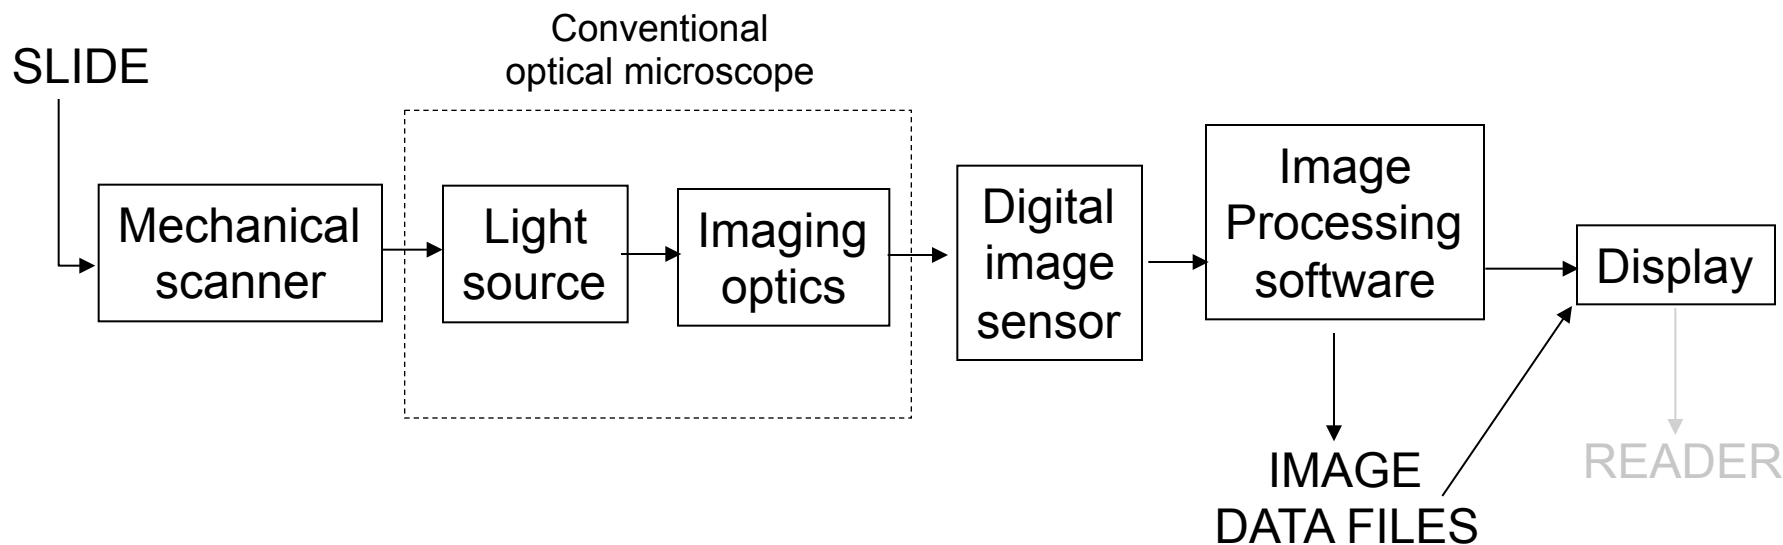 Conventional
optical microscope
SLIDE
Mechanical
scanner
Light
source
Imaging
optics
Digital
image
sensor
Image
Processing
software
Display
IMAGE
DATA FILES
READER